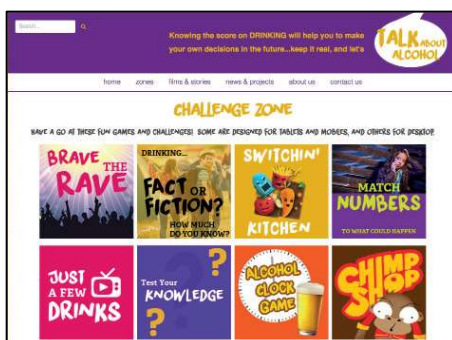 Search...
Knowing the score on DRINKING will help you to make
your own decisions in the future...keep it real, and let's
TALK ABOUT
ALCOHOL
home zones films & stories news & projects about us contact us
CHALLENGE ZONE
HAVE A GO AT THESE FUN GAMES AND CHALLENGES! SOME ARE DESIGNED FOR TABLETS AND MOBILES, AND OTHERS FOR DESKTOP.
BRAVE
THE
RAVE
DRINKING...
FACT OR
FICTION?
HOW MUCH
DO YOU KNOW?
SWITCHIN'
KITCHEN
MATCH
NUMBERS
TO WHAT COULD HAPPEN
JUST
A FEW
DRINKS
Test Your
KNOWLEDGE
?
?
ALCOHOL
CLOCK
GAME
CHIMP
SHOP